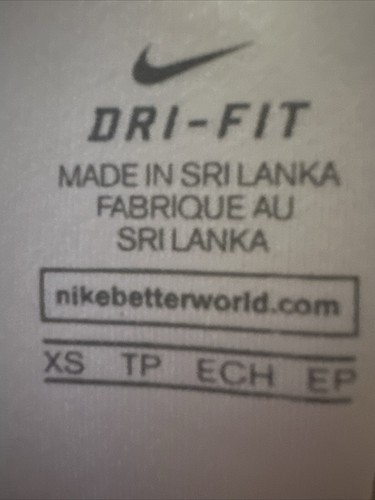 DRI-FIT
MADE IN SRI LANKA
FABRIQUE AU
SRI LANKA
nikebetterworld.com
XS TP ECH EP